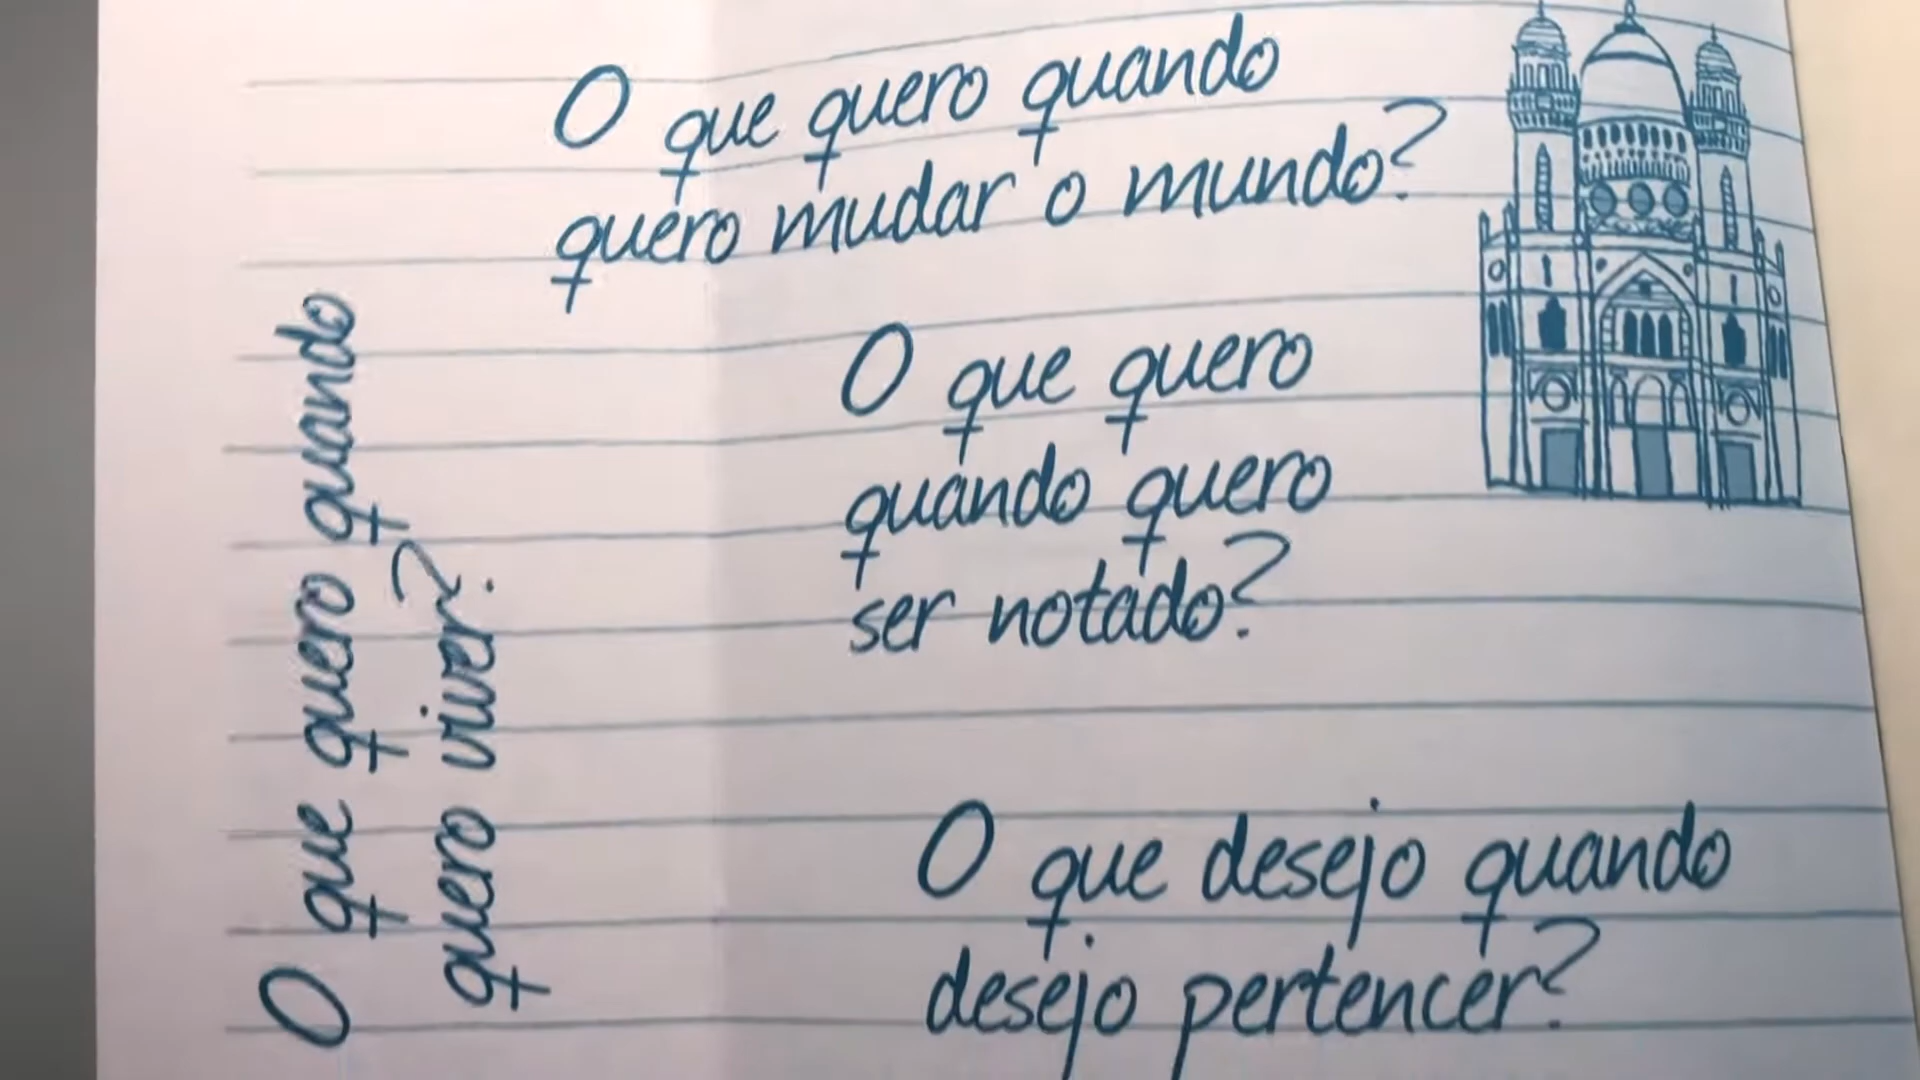 O que quero quando
quero mudar o mundo?
O que quero
quando quero
ser notado?
O que quero quando
quero viver?
O que desejo quando
desejo pertencer?